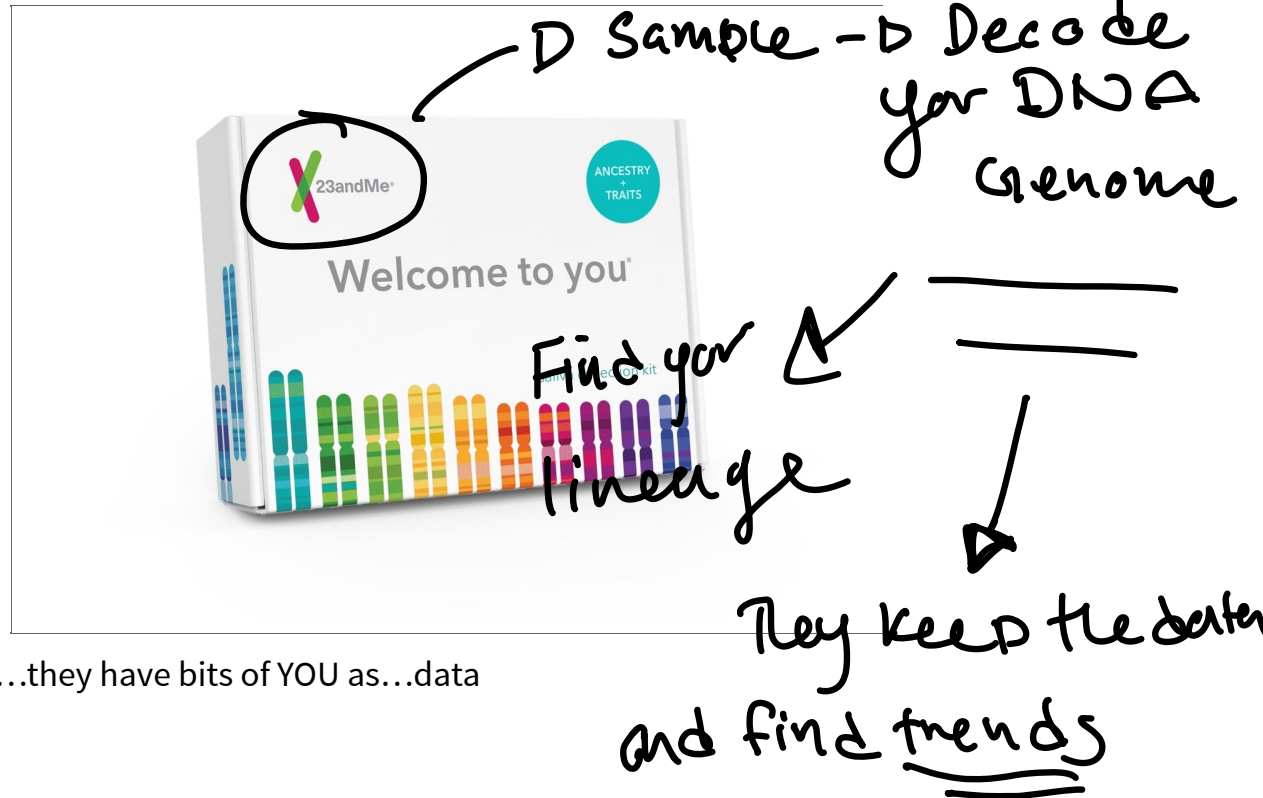 Sample → Decode
your DNA
Genome
23andMe®
ANCESTRY
+
TRAITS
Welcome to you®
Find your
lineage
kit
They keep the data
and find trends
...they have bits of YOU as...data